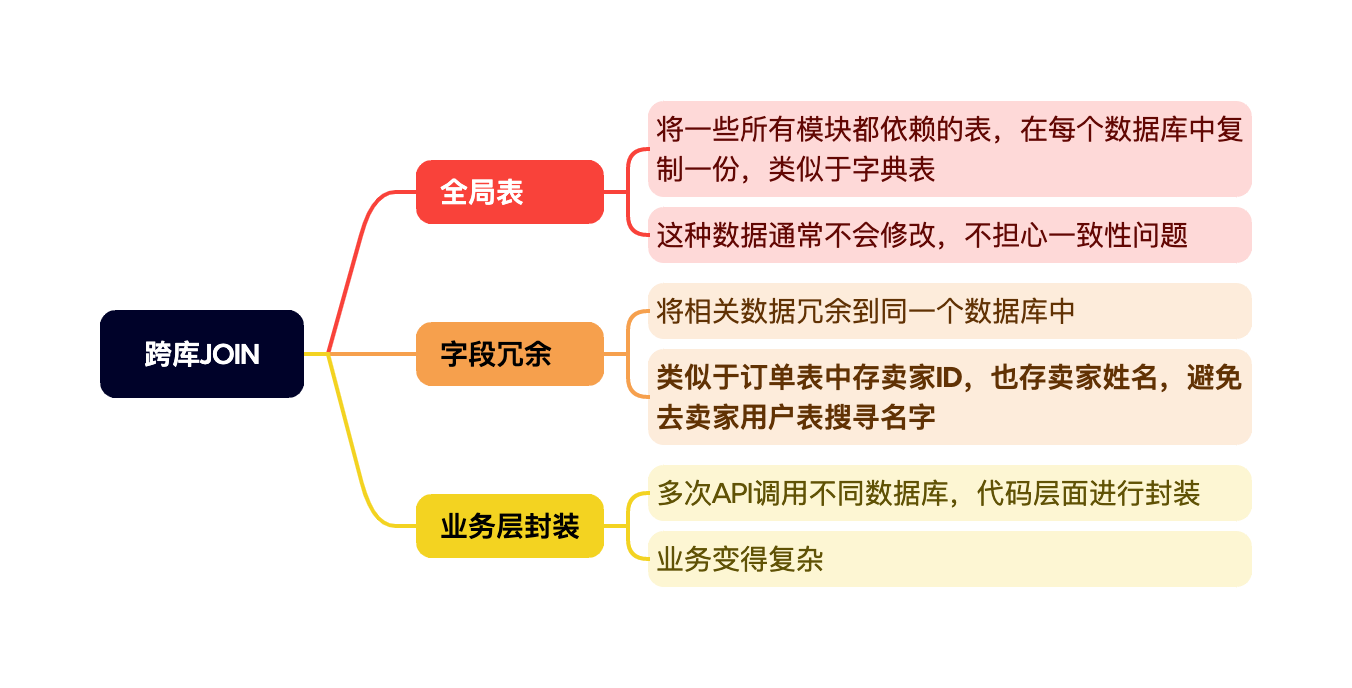 跨库JOIN
全局表
将一些所有模块都依赖的表，在每个数据库中复
制一份，类似于字典表
这种数据通常不会修改，不担心一致性问题
字段冗余
将相关数据冗余到同一个数据库中
类似于订单表中存卖家ID，也存卖家姓名，避免
去卖家用户表搜寻名字
业务层封装
多次API调用不同数据库，代码层面进行封装
业务变得复杂